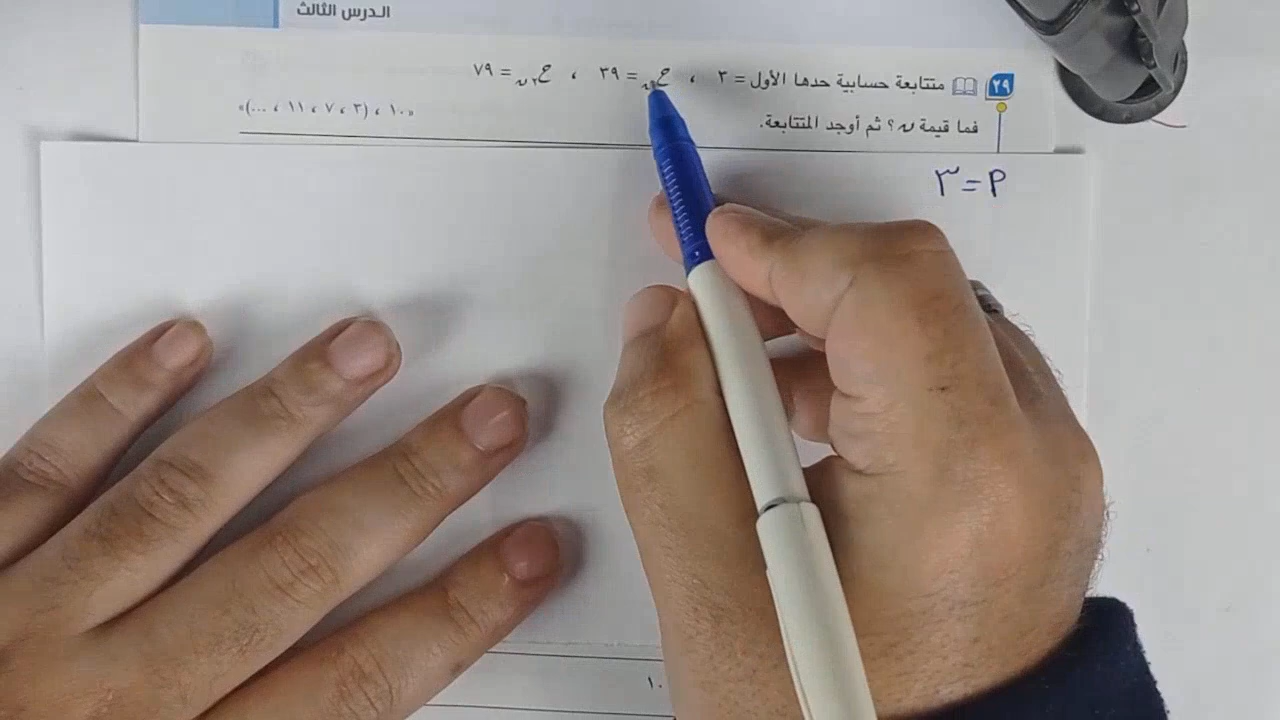 الدرس الثالث
٢٩ متتابعة حسابية حدها الأول = ٣ ، ح‌ن = ٣٩ ، ح٢ن = ٧٩
فما قيمة ن ؟ ثم أوجد المتتابعة.
«١٠ ، (٣ ، ٧ ، ١١ ، ...)»
٣ = ٢
١٠